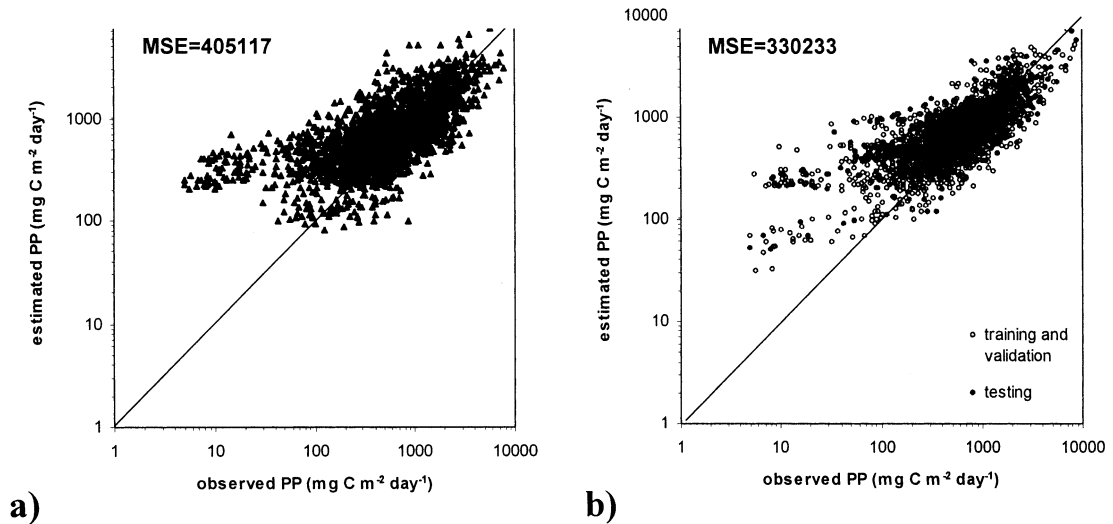 MSE=405117
estimated PP (mg C m-2 day-1)
1000
100
10
1
1
10
100
1000
10000
observed PP (mg C m-2 day-1)
a)
10000
MSE=330233
estimated PP (mg C m-2 day-1)
1000
100
10
1
training and
validation
testing
1
10
100
1000
10000
observed PP (mg C m-2 day-1)
b)